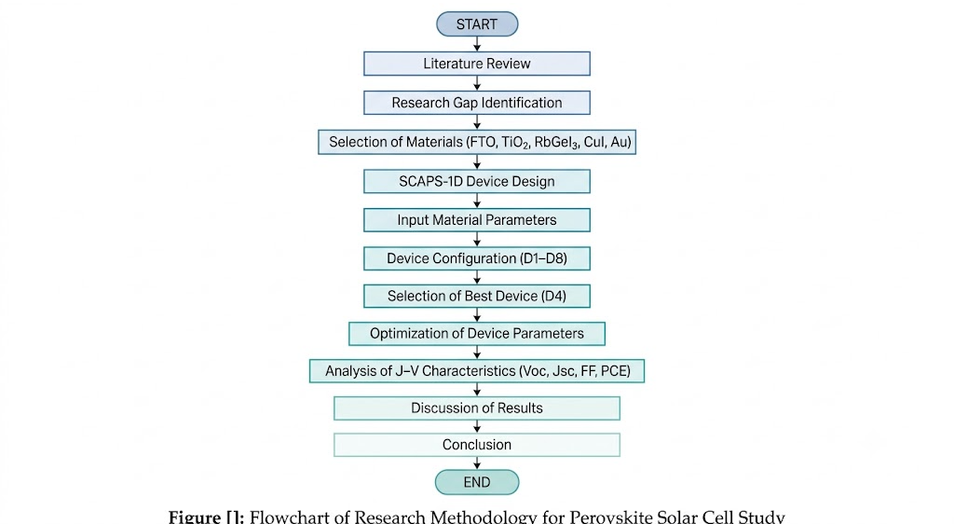 START
Literature Review
Research Gap Identification
Selection of Materials (FTO, TiO₂, RbGeI₃, CuI, Au)
SCAPS-1D Device Design
Input Material Parameters
Device Configuration (D1–D8)
Selection of Best Device (D4)
Optimization of Device Parameters
Analysis of J–V Characteristics (Voc, Jsc, FF, PCE)
Discussion of Results
Conclusion
END
Figure []: Flowchart of Research Methodology for Perovskite Solar Cell Study